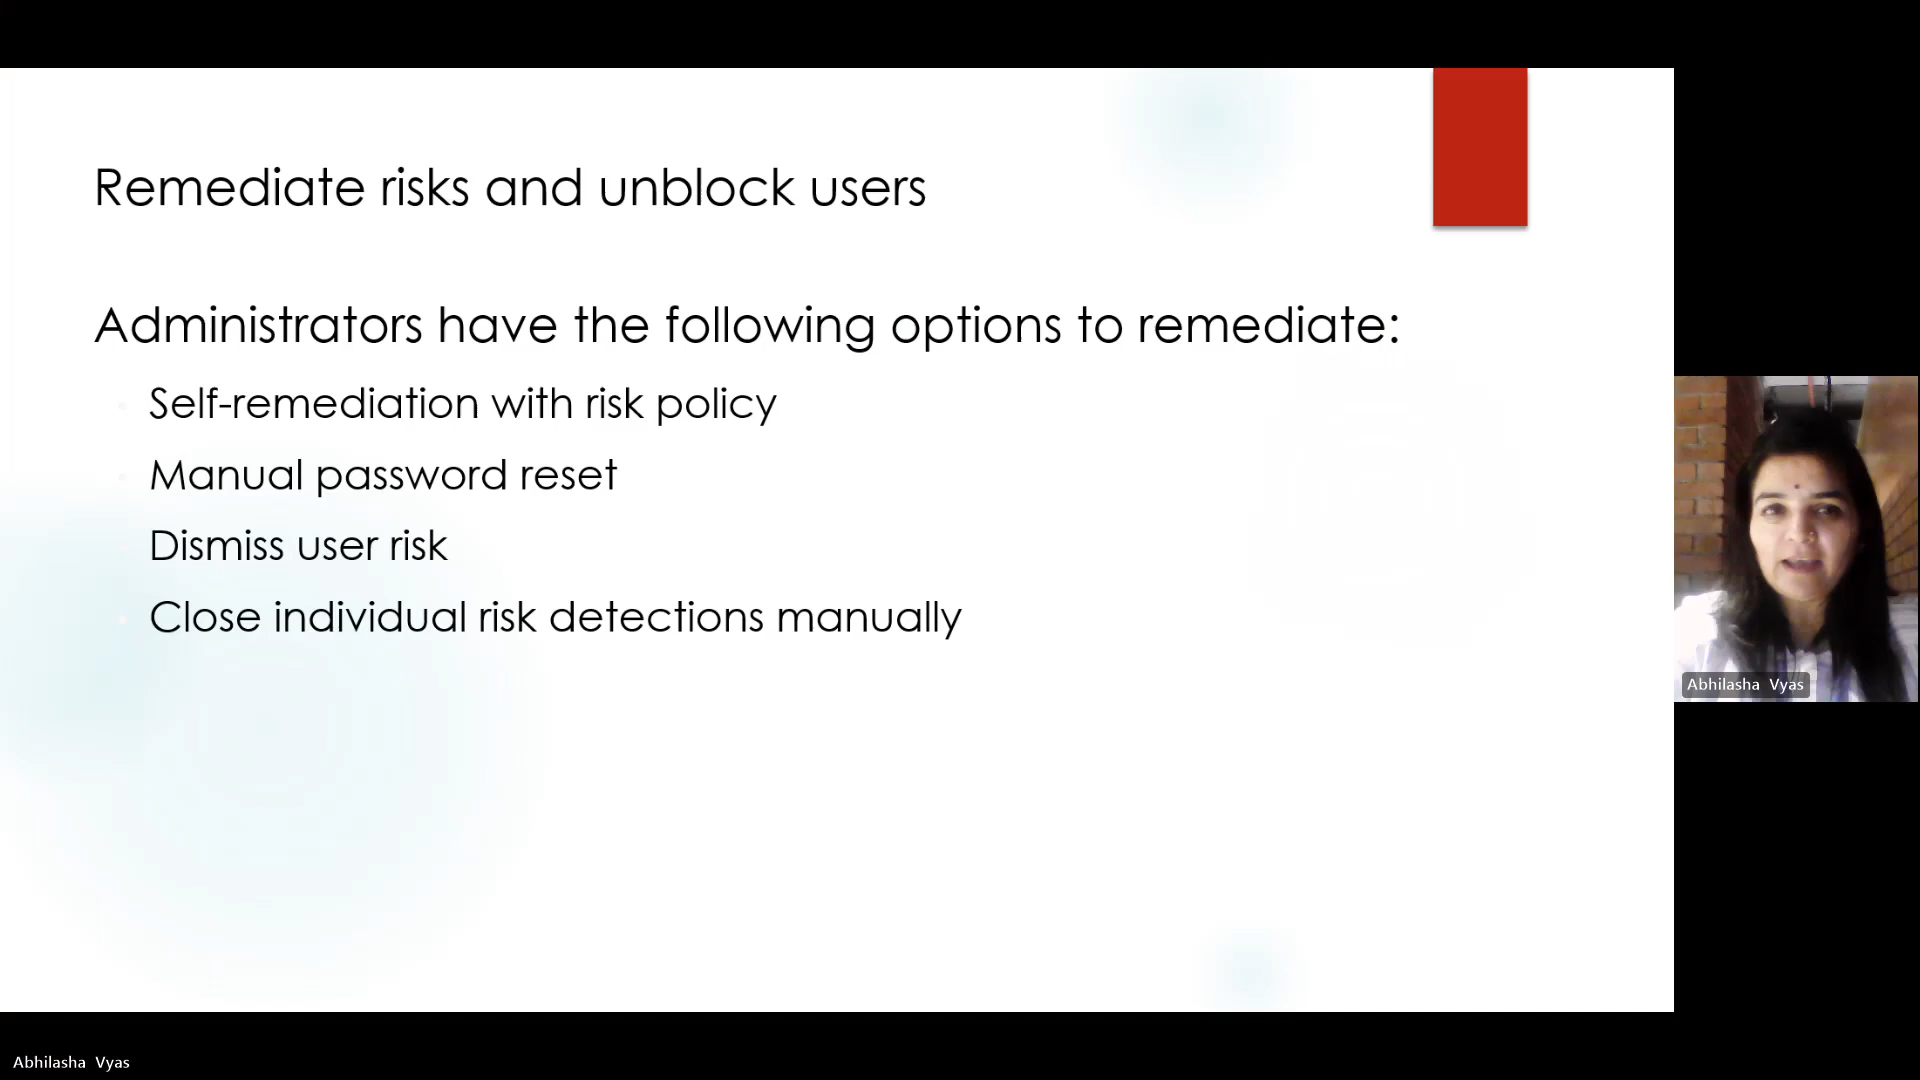 Remediate risks and unblock users
Administrators have the following options to remediate:
Self-remediation with risk policy
Manual password reset
Dismiss user risk
Close individual risk detections manually
Abhilasha Vyas
Abhilasha Vyas